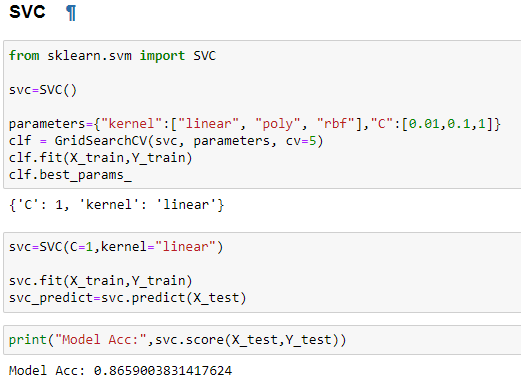 SVC ¶
from sklearn.svm import SVC
svc=SVC()
parameters={"kernel":["linear", "poly", "rbf"],"C":[0.01,0.1,1]}
clf = GridSearchCV(svc, parameters, cv=5)
clf.fit(X_train,Y_train)
clf.best_params_
{'C': 1, 'kernel': 'linear'}
svc=SVC(C=1,kernel="linear")
svc.fit(X_train,Y_train)
svc_predict=svc.predict(X_test)
print("Model Acc:",svc.score(X_test,Y_test))
Model Acc: 0.8659003831417624